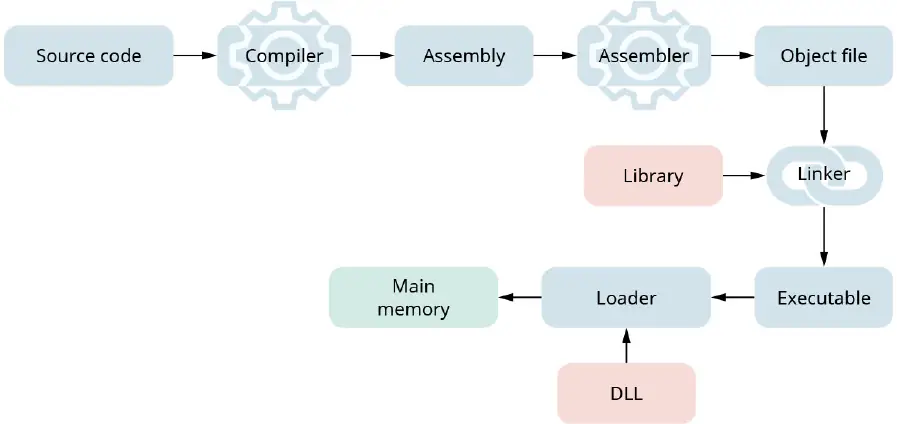 Source code
Compiler
Assembly
Assembler
Object file
Library
Linker
Main
memory
Loader
Executable
DLL